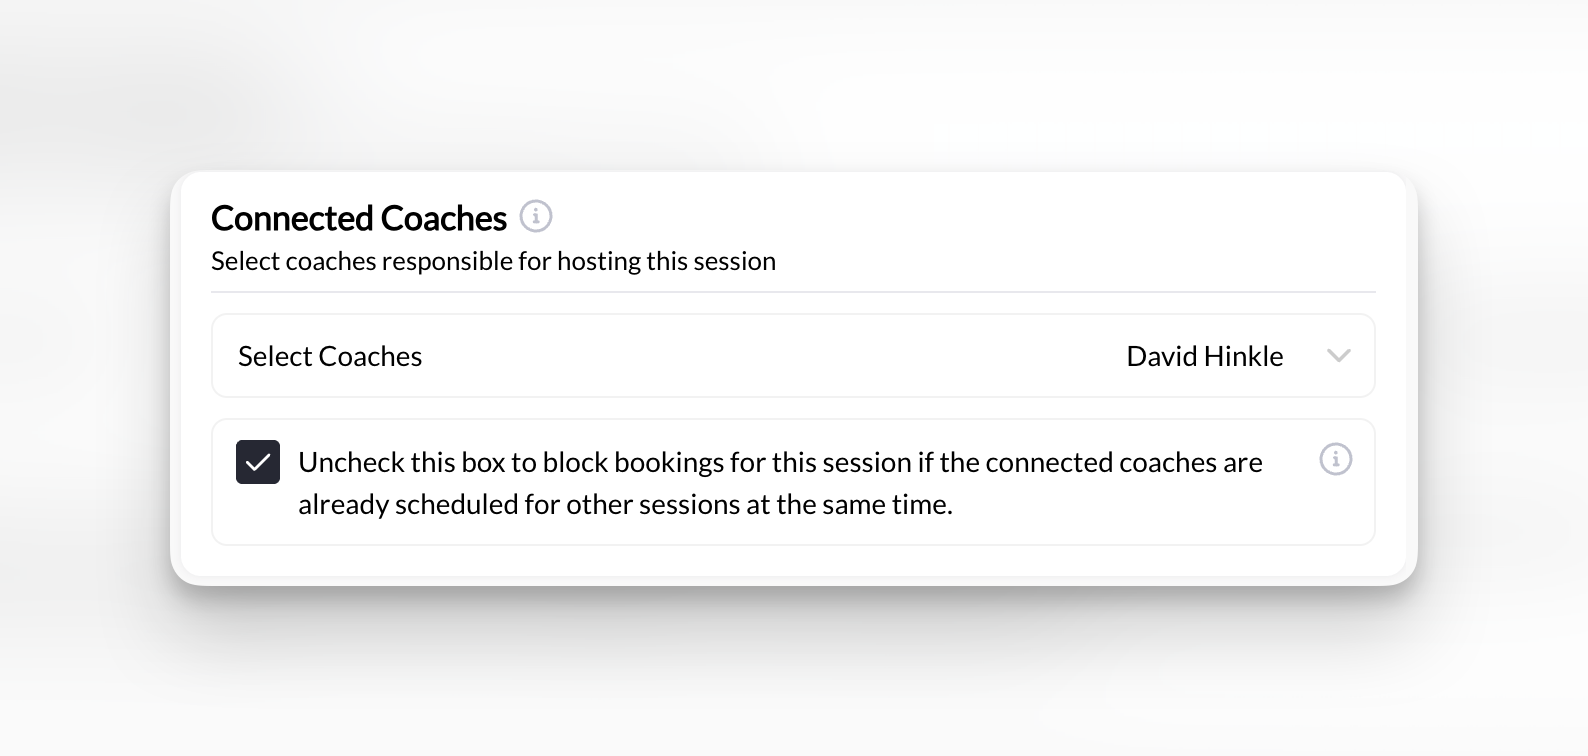 Connected Coaches
Select coaches responsible for hosting this session
Select Coaches
David Hinkle
Uncheck this box to block bookings for this session if the connected coaches are
already scheduled for other sessions at the same time.